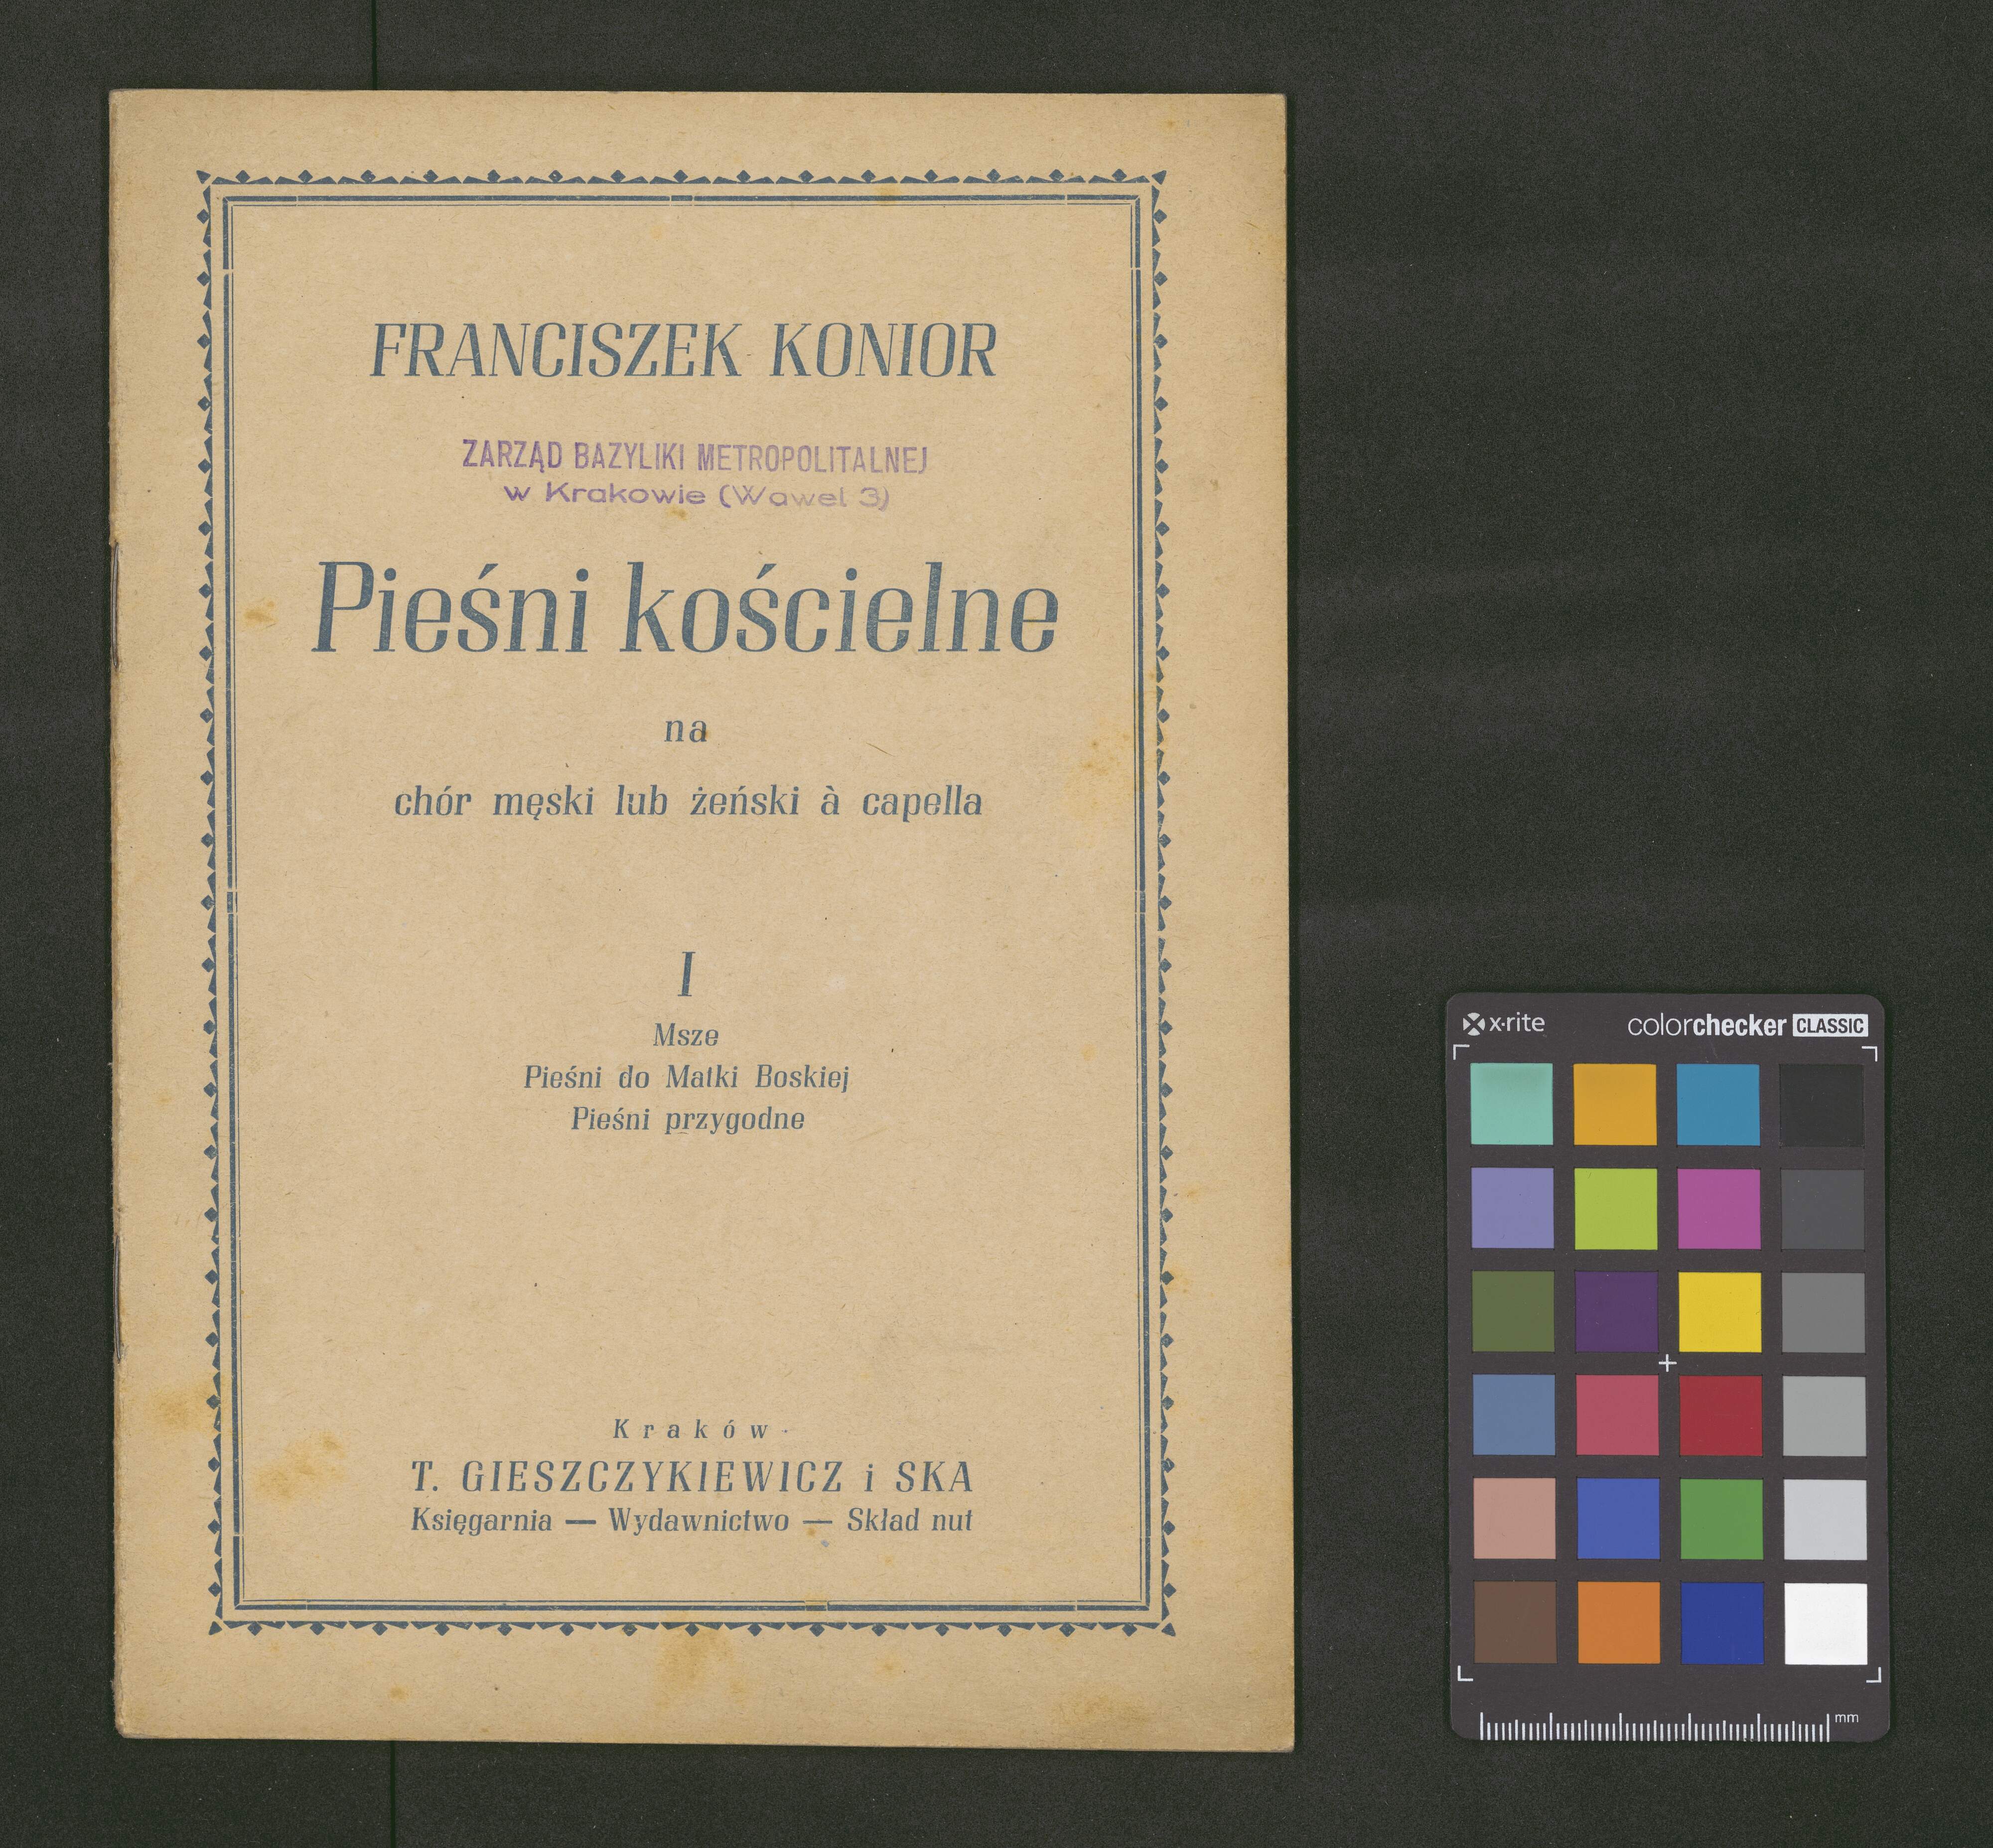 FRANCISZEK KONIOR
ZARZĄD BAZYLIKI METROPOLITALNEJ
w Krakowie (Wawel 3)
Pieśni kościelne
na
chór męski lub żeński à capella
I
Msze
Pieśni do Matki Boskiej
Pieśni przygodne
Kraków
T. GIESZCZYKIEWICZ i SKA
Księgarnia — Wydawnictwo — Skład nut
x·rite colorchecker CLASSIC
mm